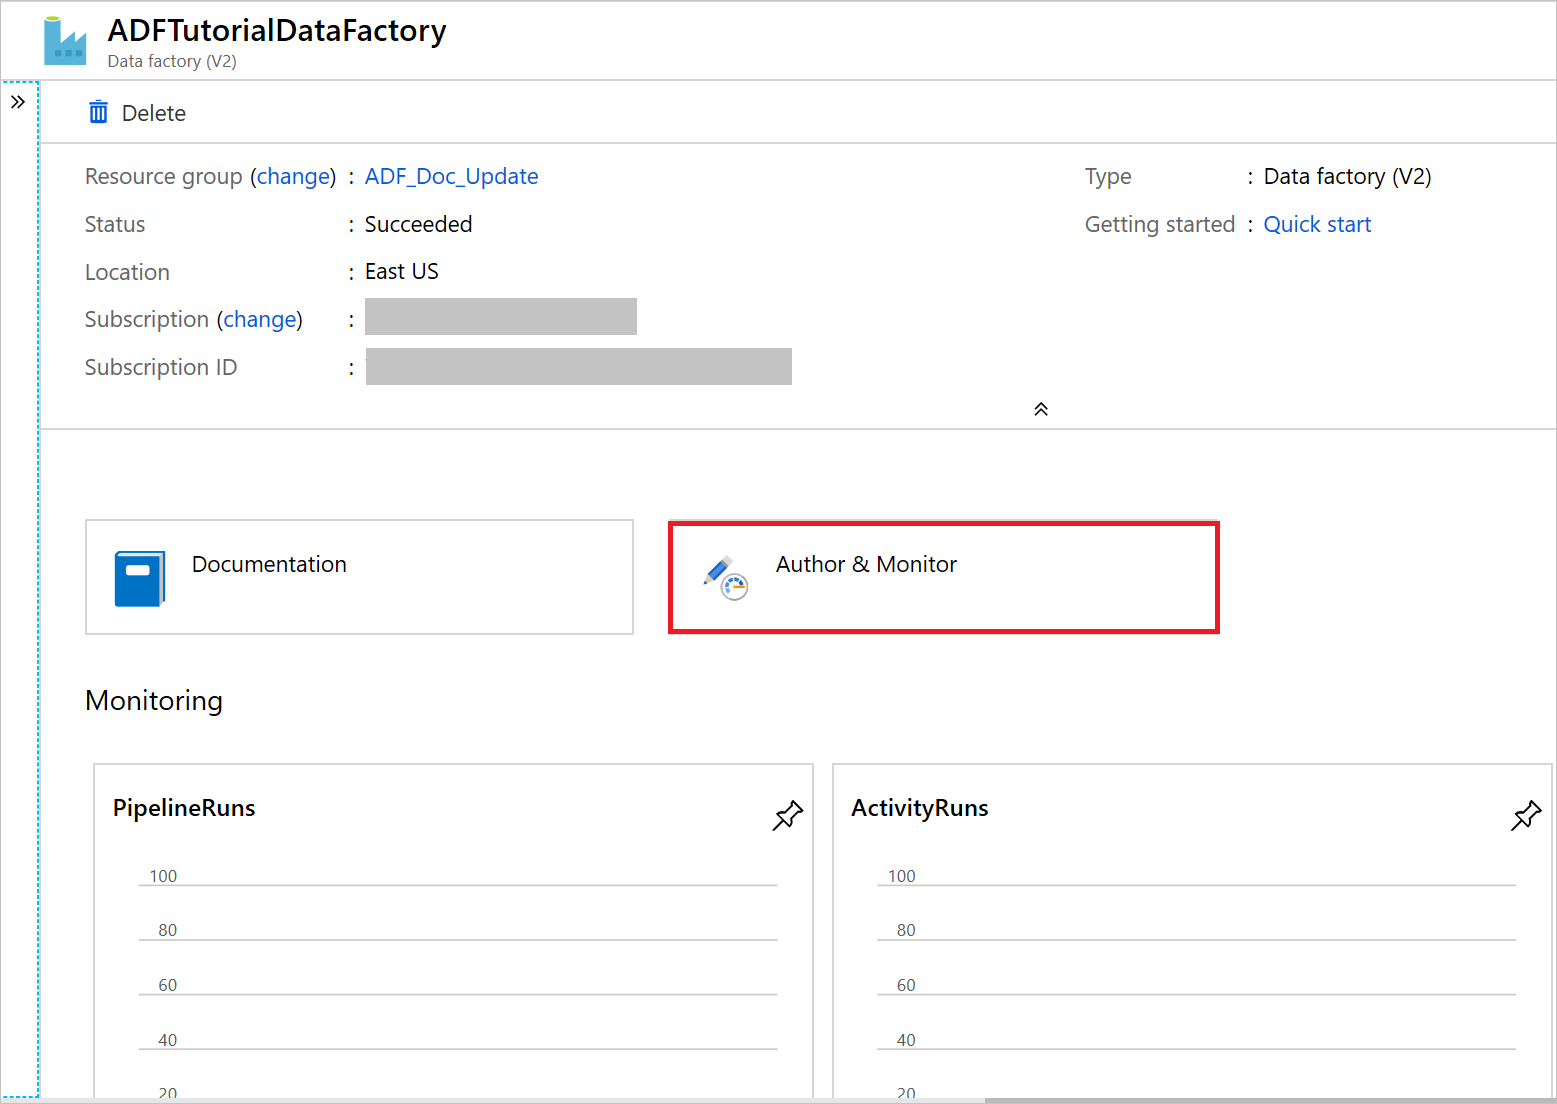 ADFTutorialDataFactory
Data factory (V2)
Delete
Resource group (change) : ADF_Doc_Update
Type : Data factory (V2)
Status : Succeeded
Getting started : Quick start
Location : East US
Subscription (change) :
Subscription ID :
Documentation
Author & Monitor
Monitoring
PipelineRuns
ActivityRuns
100
80
60
40
20
100
80
60
40
20